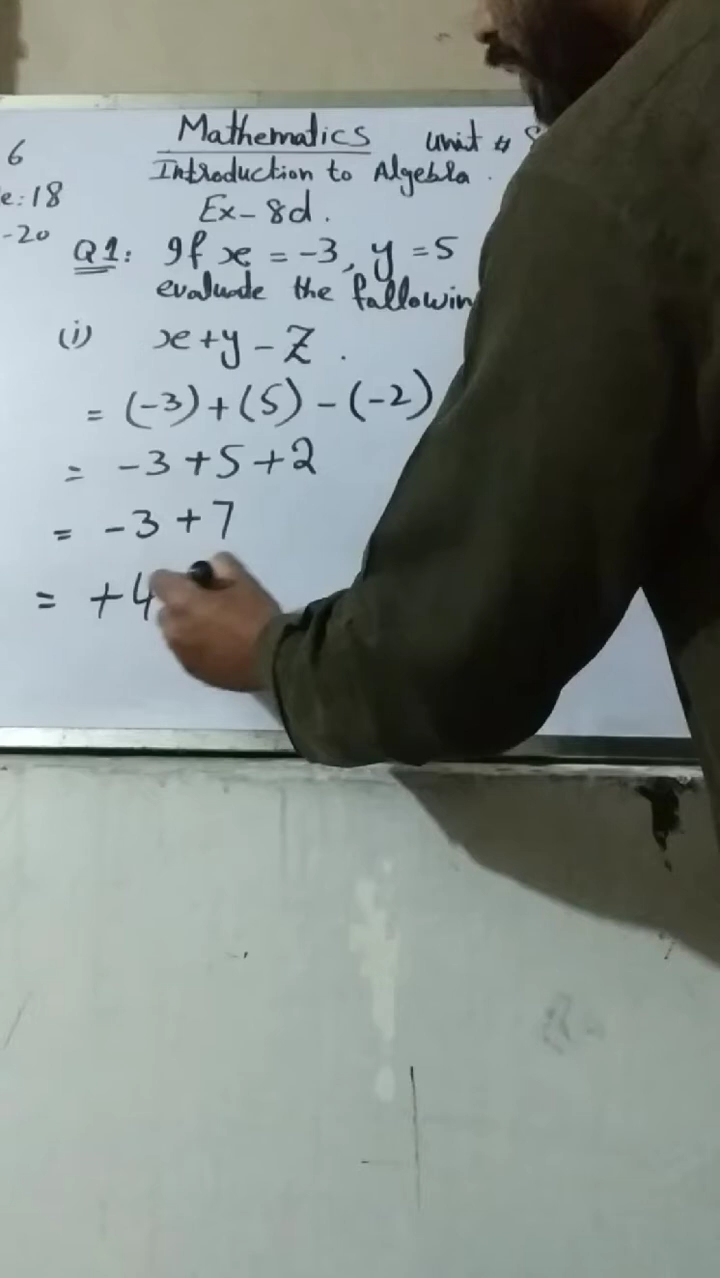 Mathematics unit #
6
Introduction to Algebra.
e: 18
Ex-8d.
-20
Q1: If x = -3, y = 5
evaluate the fallowin
(i) x+y-Z.
= (-3)+(5)-(-2)
= -3+5+2
= -3+7
= +4